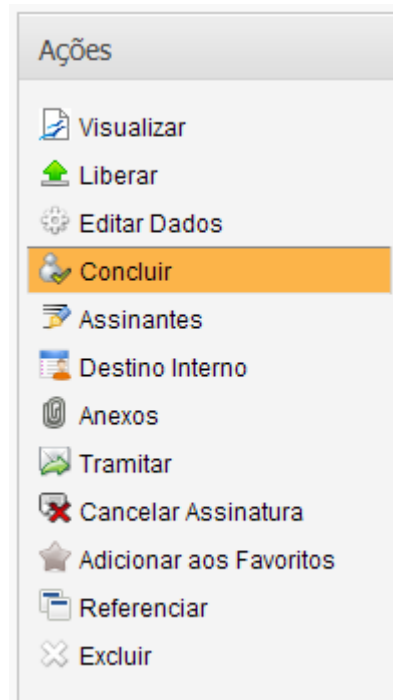 Ações
Visualizar
Liberar
Editar Dados
Concluir
Assinantes
Destino Interno
Anexos
Tramitar
Cancelar Assinatura
Adicionar aos Favoritos
Referenciar
Excluir